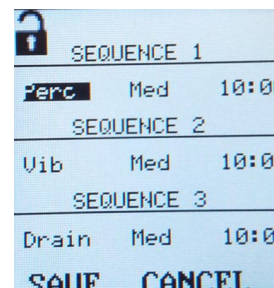 SEQUENCE 1
Perc Med 10:0
SEQUENCE 2
Vib Med 10:0
SEQUENCE 3
Drain Med 10:0
SAVE CANCEL